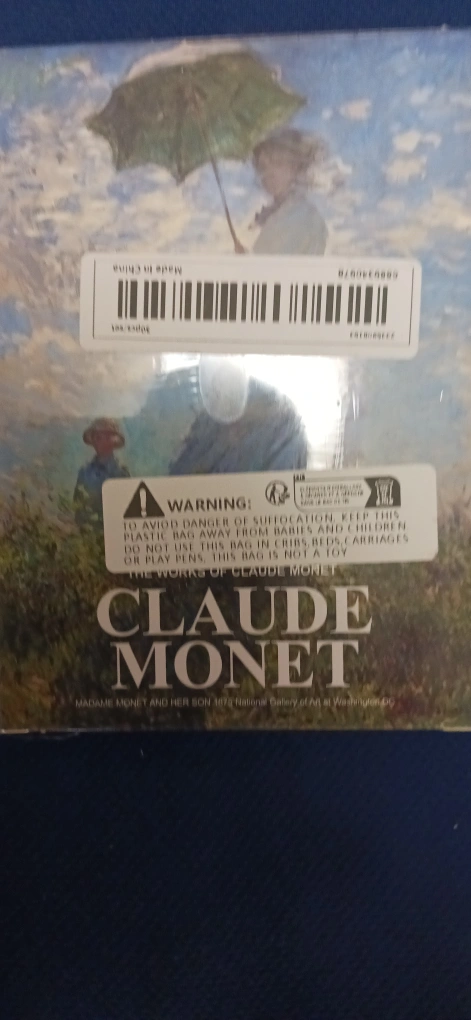 Made In China
30pcs/set
WARNING:
TO AVIOD DANGER OF SUFFOCATION, KEEP THIS
PLASTIC BAG AWAY FROM BABIES AND CHILDREN
DO NOT USE THIS BAG IN CRIBS,BEDS,CARRIAGES
OR PLAY PENS, THIS BAG IS NOT A TOY
THE WORKS OF CLAUDE MONET
CLAUDE
MONET
MADAME MONET AND HER SON 1875 National Gallery of Art at Washington DC